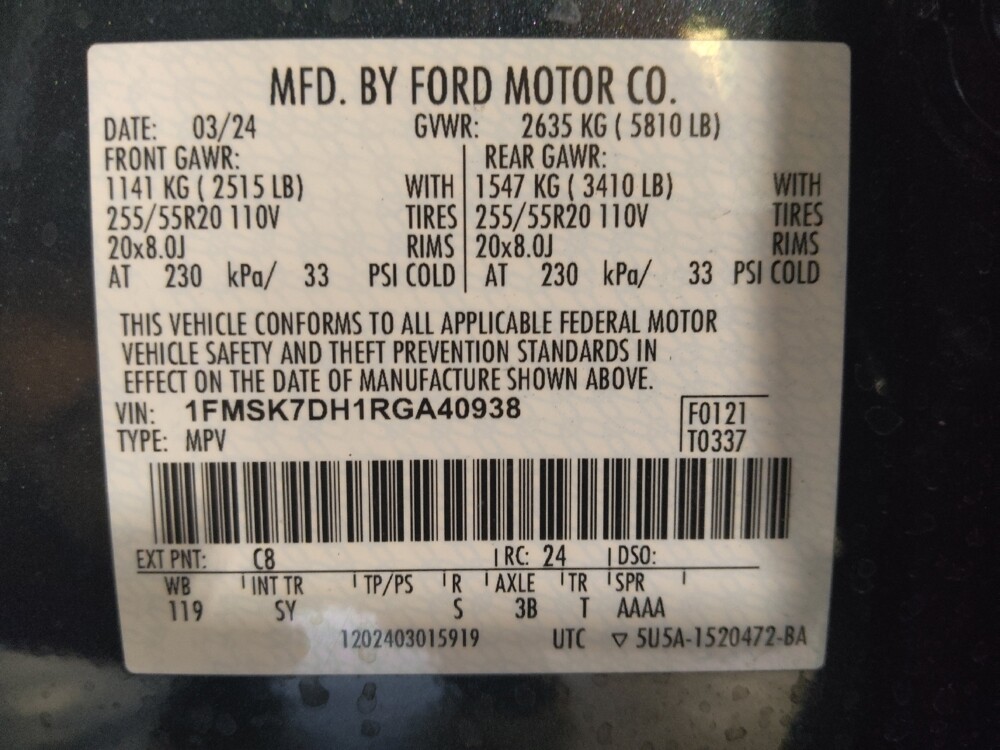 MFD. BY FORD MOTOR CO.
DATE: 03/24 GVWR: 2635 KG ( 5810 LB)
FRONT GAWR: REAR GAWR:
1141 KG ( 2515 LB) WITH 1547 KG ( 3410 LB) WITH
255/55R20 110V TIRES 255/55R20 110V TIRES
20x8.0J RIMS 20x8.0J RIMS
AT 230 kPa/ 33 PSI COLD AT 230 kPa/ 33 PSI COLD
THIS VEHICLE CONFORMS TO ALL APPLICABLE FEDERAL MOTOR
VEHICLE SAFETY AND THEFT PREVENTION STANDARDS IN
EFFECT ON THE DATE OF MANUFACTURE SHOWN ABOVE.
VIN: 1FMSK7DH1RGA40938 F0121
TYPE: MPV T0337
EXT PNT: C8 RC: 24 DSO:
WB INT TR TP/PS R AXLE TR SPR
119 SY S 3B T AAAA
1202403015919 UTC ▽ 5U5A-1520472-BA